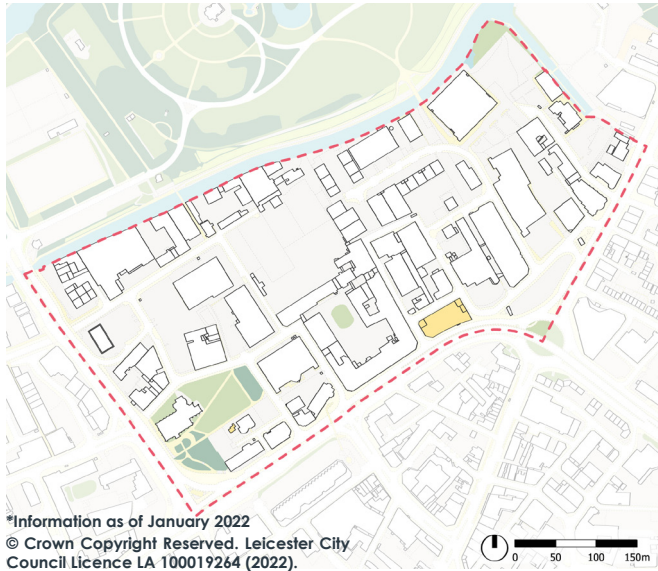 *Information as of January 2022
© Crown Copyright Reserved. Leicester City
Council Licence LA 100019264 (2022).
0 50 100 150m